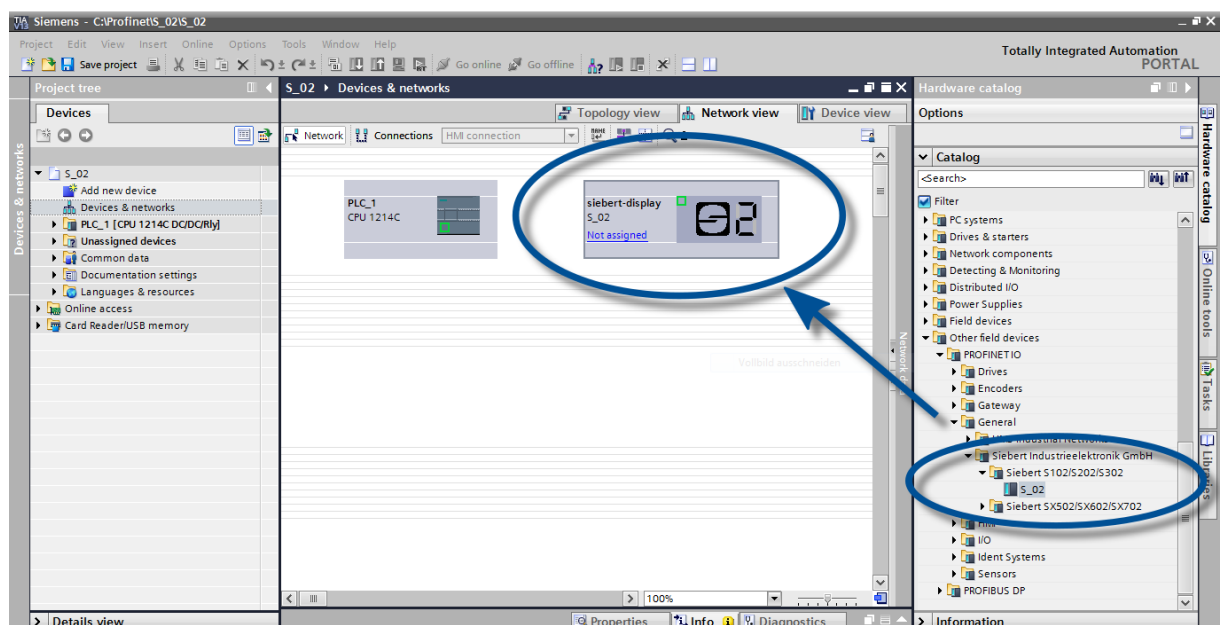 Siemens - C:\Profinet\S_02\S_02
Project Edit View Insert Online Options Tools Window Help
Totally Integrated Automation
PORTAL
Save project
Go online
Go offline
Project tree
Devices
Devices & networks
S_02
Add new device
Devices & networks
PLC_1 [CPU 1214C DC/DC/Rly]
Unassigned devices
Common data
Documentation settings
Languages & resources
Online access
Card Reader/USB memory
Details view
S_02 Devices & networks
Topology view
Network view
Device view
Network
Connections
HMI connection
PLC_1
CPU 1214C
siebert-display
S_02
Not assigned
02
Vollbild ausschneiden
100%
Properties
Info
Diagnostics
Hardware catalog
Options
Catalog
<Search>
Filter
PC systems
Drives & starters
Network components
Detecting & Monitoring
Distributed I/O
Power Supplies
Field devices
Other field devices
PROFINET IO
Drives
Encoders
Gateway
General
Siebert Industrieelektronik GmbH
Siebert S102/S202/S302
S_02
Siebert SX502/SX602/SX702
HMI
I/O
Ident Systems
Sensors
PROFIBUS DP
Information
Hardware catalog
Online tools
Tasks
Libraries